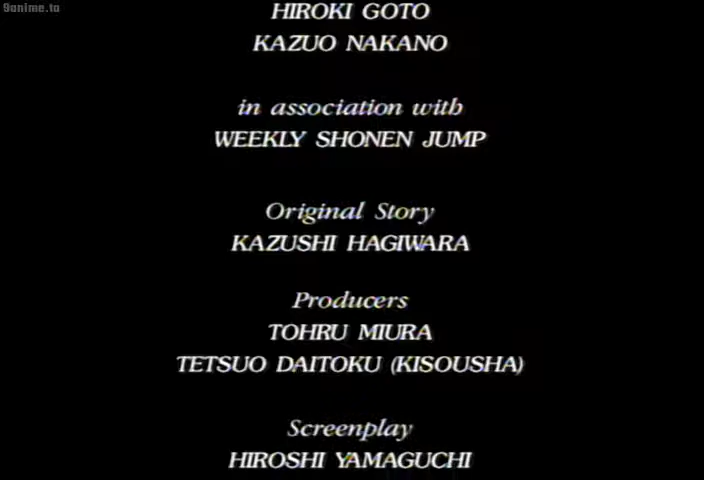 9anime.to
HIROKI GOTO
KAZUO NAKANO
in association with
WEEKLY SHONEN JUMP
Original Story
KAZUSHI HAGIWARA
Producers
TOHRU MIURA
TETSUO DAITOKU (KISOUSHA)
Screenplay
HIROSHI YAMAGUCHI